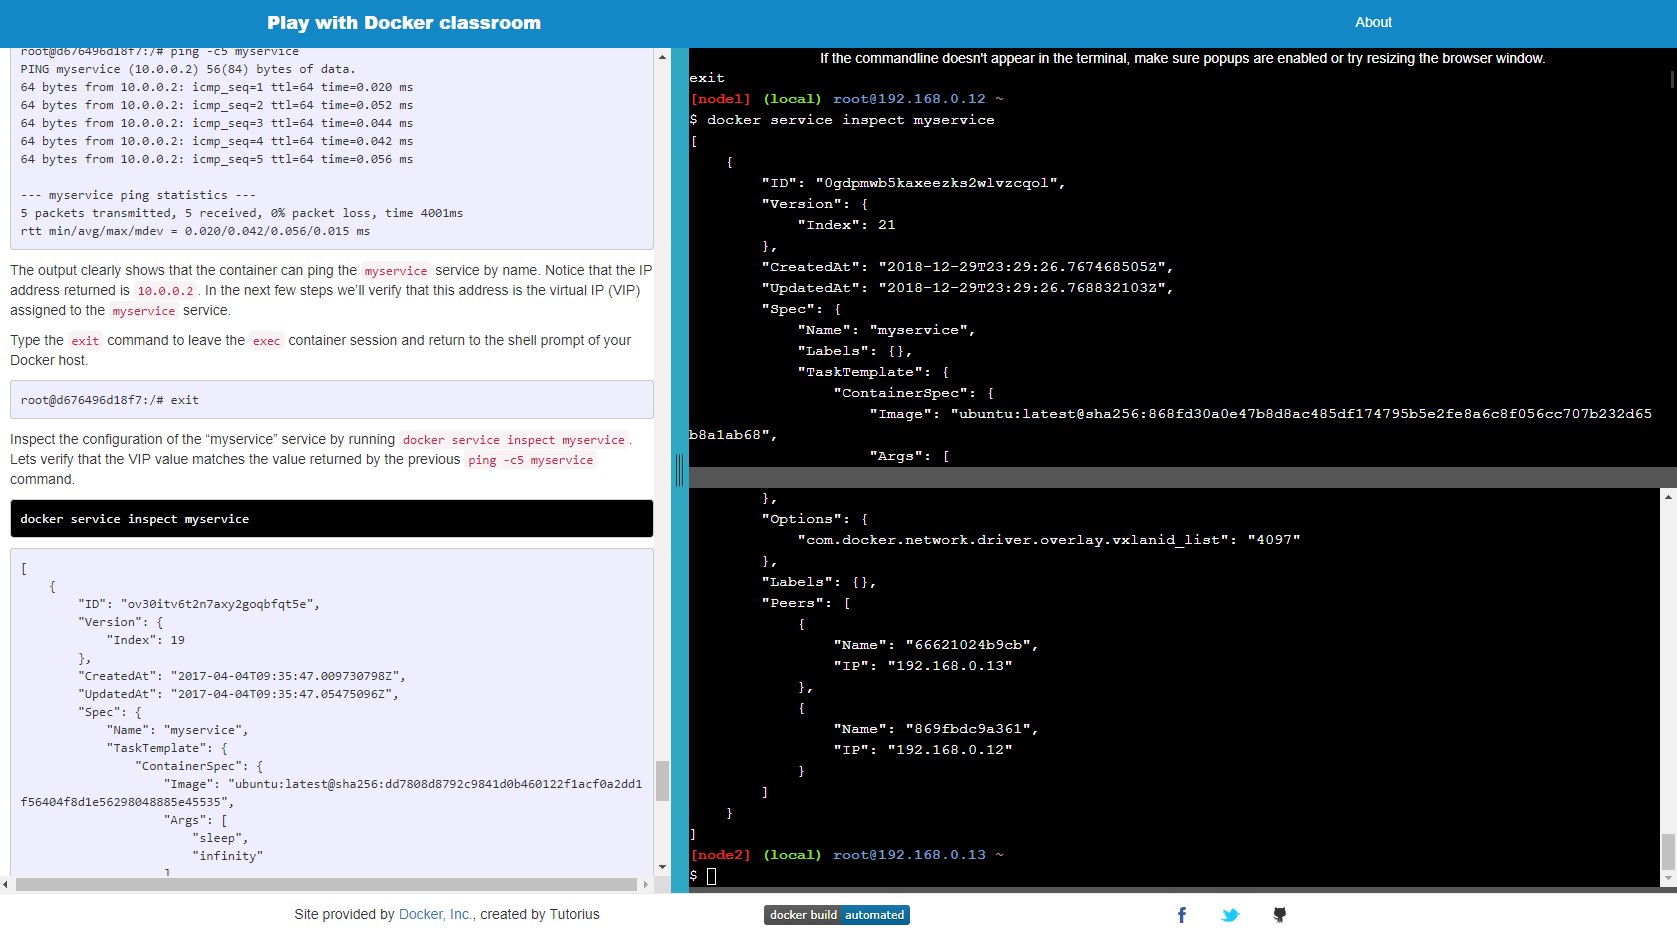 Play with Docker classroom
About
root@d676496d18f7:/# ping -c5 myservice
PING myservice (10.0.0.2) 56(84) bytes of data.
64 bytes from 10.0.0.2: icmp_seq=1 ttl=64 time=0.020 ms
64 bytes from 10.0.0.2: icmp_seq=2 ttl=64 time=0.052 ms
64 bytes from 10.0.0.2: icmp_seq=3 ttl=64 time=0.044 ms
64 bytes from 10.0.0.2: icmp_seq=4 ttl=64 time=0.042 ms
64 bytes from 10.0.0.2: icmp_seq=5 ttl=64 time=0.056 ms
--- myservice ping statistics ---
5 packets transmitted, 5 received, 0% packet loss, time 4001ms
rtt min/avg/max/mdev = 0.020/0.042/0.056/0.015 ms
The output clearly shows that the container can ping the myservice service by name. Notice that the IP
address returned is 10.0.0.2. In the next few steps we'll verify that this address is the virtual IP (VIP)
assigned to the myservice service.
Type the exit command to leave the exec container session and return to the shell prompt of your
Docker host.
root@d676496d18f7:/# exit
Inspect the configuration of the “myservice” service by running docker service inspect myservice.
Lets verify that the VIP value matches the value returned by the previous ping -c5 myservice
command.
docker service inspect myservice
[
{
"ID": "ov30itv6t2n7axy2goqbfqt5e",
"Version": {
"Index": 19
},
"CreatedAt": "2017-04-04T09:35:47.009730798Z",
"UpdatedAt": "2017-04-04T09:35:47.05475096Z",
"Spec": {
"Name": "myservice",
"TaskTemplate": {
"ContainerSpec": {
"Image": "ubuntu:latest@sha256:dd7808d8792c9841d0b460122f1acf0a2dd1
f56404f8d1e56298048885e45535",
"Args": [
"sleep",
"infinity"
]
If the commandline doesn't appear in the terminal, make sure popups are enabled or try resizing the browser window.
exit
[node1] (local) root@192.168.0.12 ~
$ docker service inspect myservice
[
{
"ID": "0gdpmwb5kaxeezks2wlvzcqol",
"Version": {
"Index": 21
},
"CreatedAt": "2018-12-29T23:29:26.767468505Z",
"UpdatedAt": "2018-12-29T23:29:26.768832103Z",
"Spec": {
"Name": "myservice",
"Labels": {},
"TaskTemplate": {
"ContainerSpec": {
"Image": "ubuntu:latest@sha256:868fd30a0e47b8d8ac485df174795b5e2fe8a6c8f056cc707b232d65
b8a1ab68",
"Args": [
},
"Options": {
"com.docker.network.driver.overlay.vxlanid_list": "4097"
},
"Labels": {},
"Peers": [
{
"Name": "66621024b9cb",
"IP": "192.168.0.13"
},
{
"Name": "869fbdc9a361",
"IP": "192.168.0.12"
}
]
}
]
[node2] (local) root@192.168.0.13 ~
$
Site provided by Docker, Inc., created by Tutorius
docker build automated